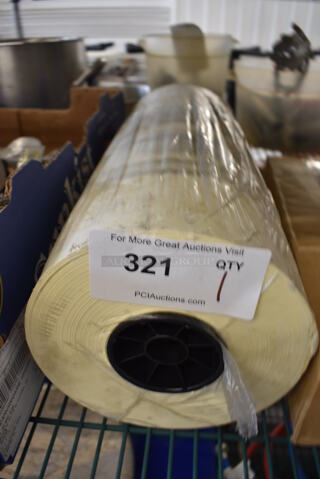 For More Great Auctions Visit
321
QTY
1
PCIAuctions.com